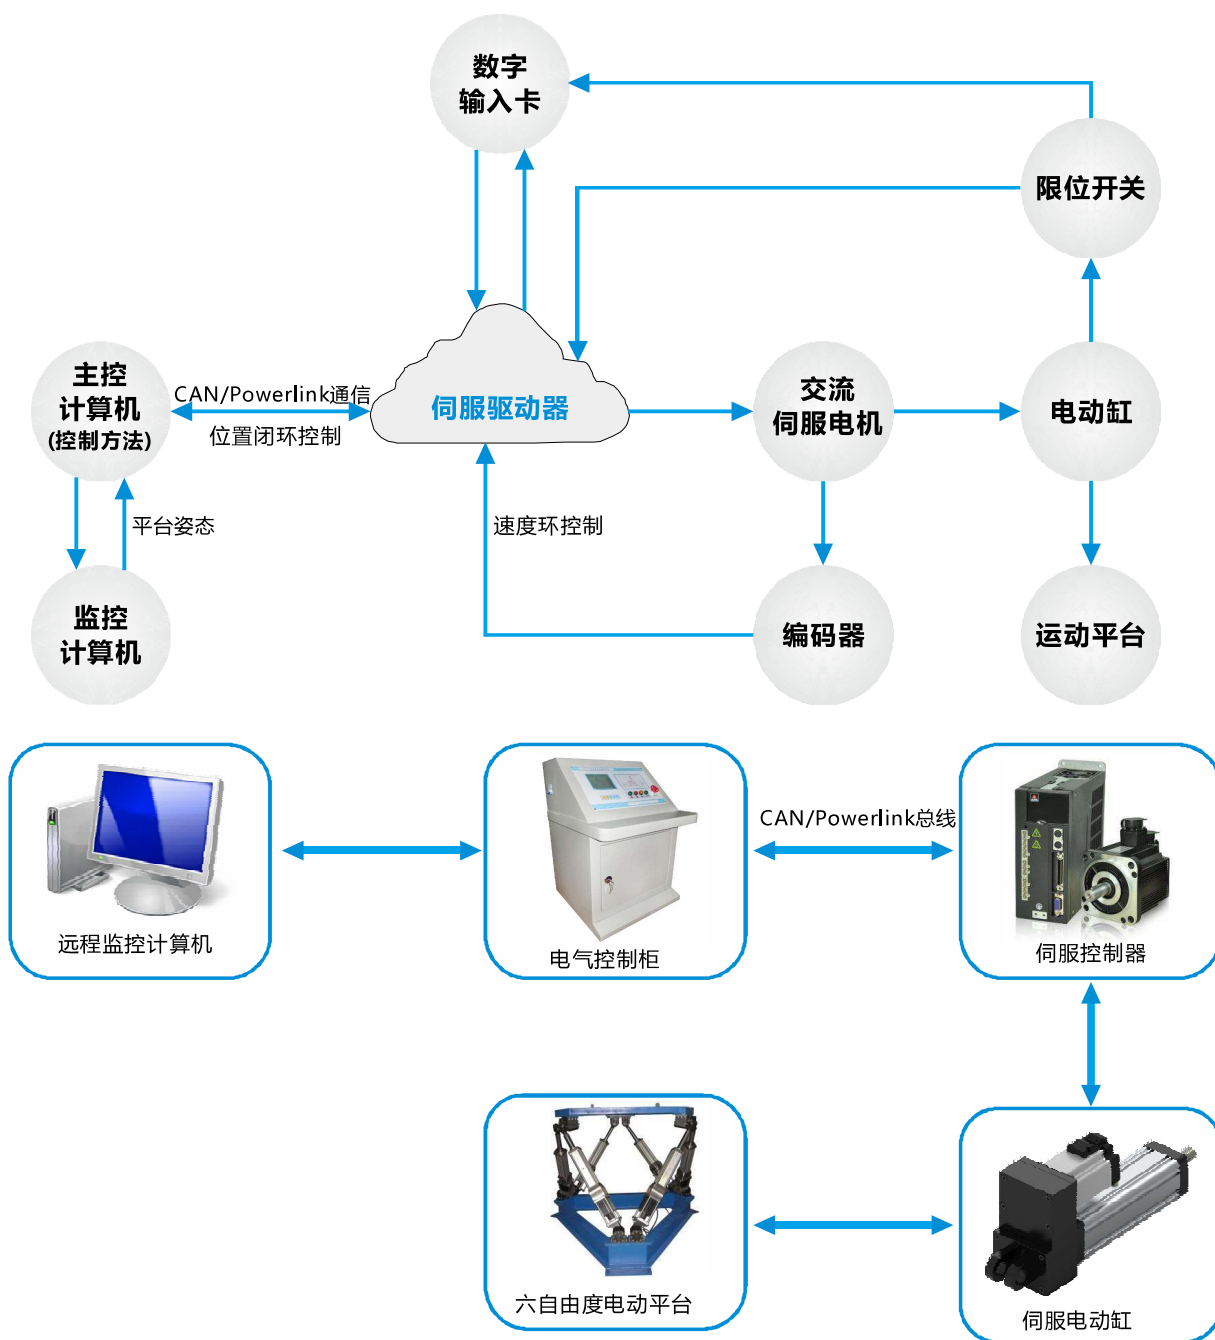 数字
输入卡
限位开关
主控
计算机
(控制方法)
CAN/Powerlink通信
位置闭环控制
伺服驱动器
交流
伺服电机
电动缸
平台姿态
速度环控制
监控
计算机
编码器
运动平台
远程监控计算机
电气控制柜
CAN/Powerlink总线
伺服控制器
六自由度电动平台
伺服电动缸